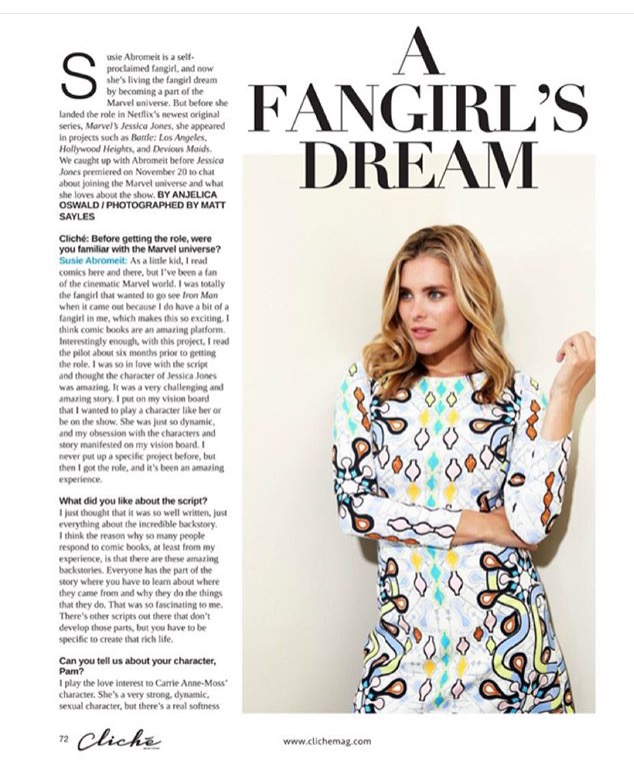 A
FANGIRL'S
DREAM
Susie Abromeit is a self-
proclaimed fangirl, and now
she's living the fangirl dream
by becoming a part of the
Marvel universe. But before she
landed the role in Netflix's newest original
series, Marvel's Jessica Jones, she appeared
in projects such as Battle: Los Angeles,
Hollywood Heights, and Devious Maids.
We caught up with Abromeit before Jessica
Jones premiered on November 20 to chat
about joining the Marvel universe and what
she loves about the show. BY ANJELICA
OSWALD / PHOTOGRAPHED BY MATT
SAYLES
Cliché: Before getting the role, were
you familiar with the Marvel universe?
Susie Abromeit: As a little kid, I read
comics here and there, but I've been a fan
of the cinematic Marvel world. I was totally
the fangirl that wanted to go see Iron Man
when it came out because I do have a bit of a
fangirl in me, which makes this so exciting. I
think comic books are an amazing platform.
Interestingly enough, with this project, I read
the pilot about six months prior to getting
the role. I was so in love with the script
and thought the character of Jessica Jones
was amazing. It was a very challenging and
amazing story. I put on my vision board
that I wanted to play a character like her or
be on the show. She was just so dynamic,
and my obsession with the characters and
story manifested on my vision board. I
never put up a specific project before, but
then I got the role, and it's been an amazing
experience.
What did you like about the script?
I just thought that it was so well written, just
everything about the incredible backstory.
I think the reason why so many people
respond to comic books, at least from my
experience, is that there are these amazing
backstories. Everyone has the part of the
story where you have to learn about where
they came from and why they do the things
that they do. That was so fascinating to me.
There's other scripts out there that don't
develop those parts, but you have to be
specific to create that rich life.
Can you tell us about your character,
Pam?
I play the love interest to Carrie Anne-Moss'
character. She's a very strong, dynamic,
sexual character, but there's a real softness
72 Cliché
www.clichemag.com